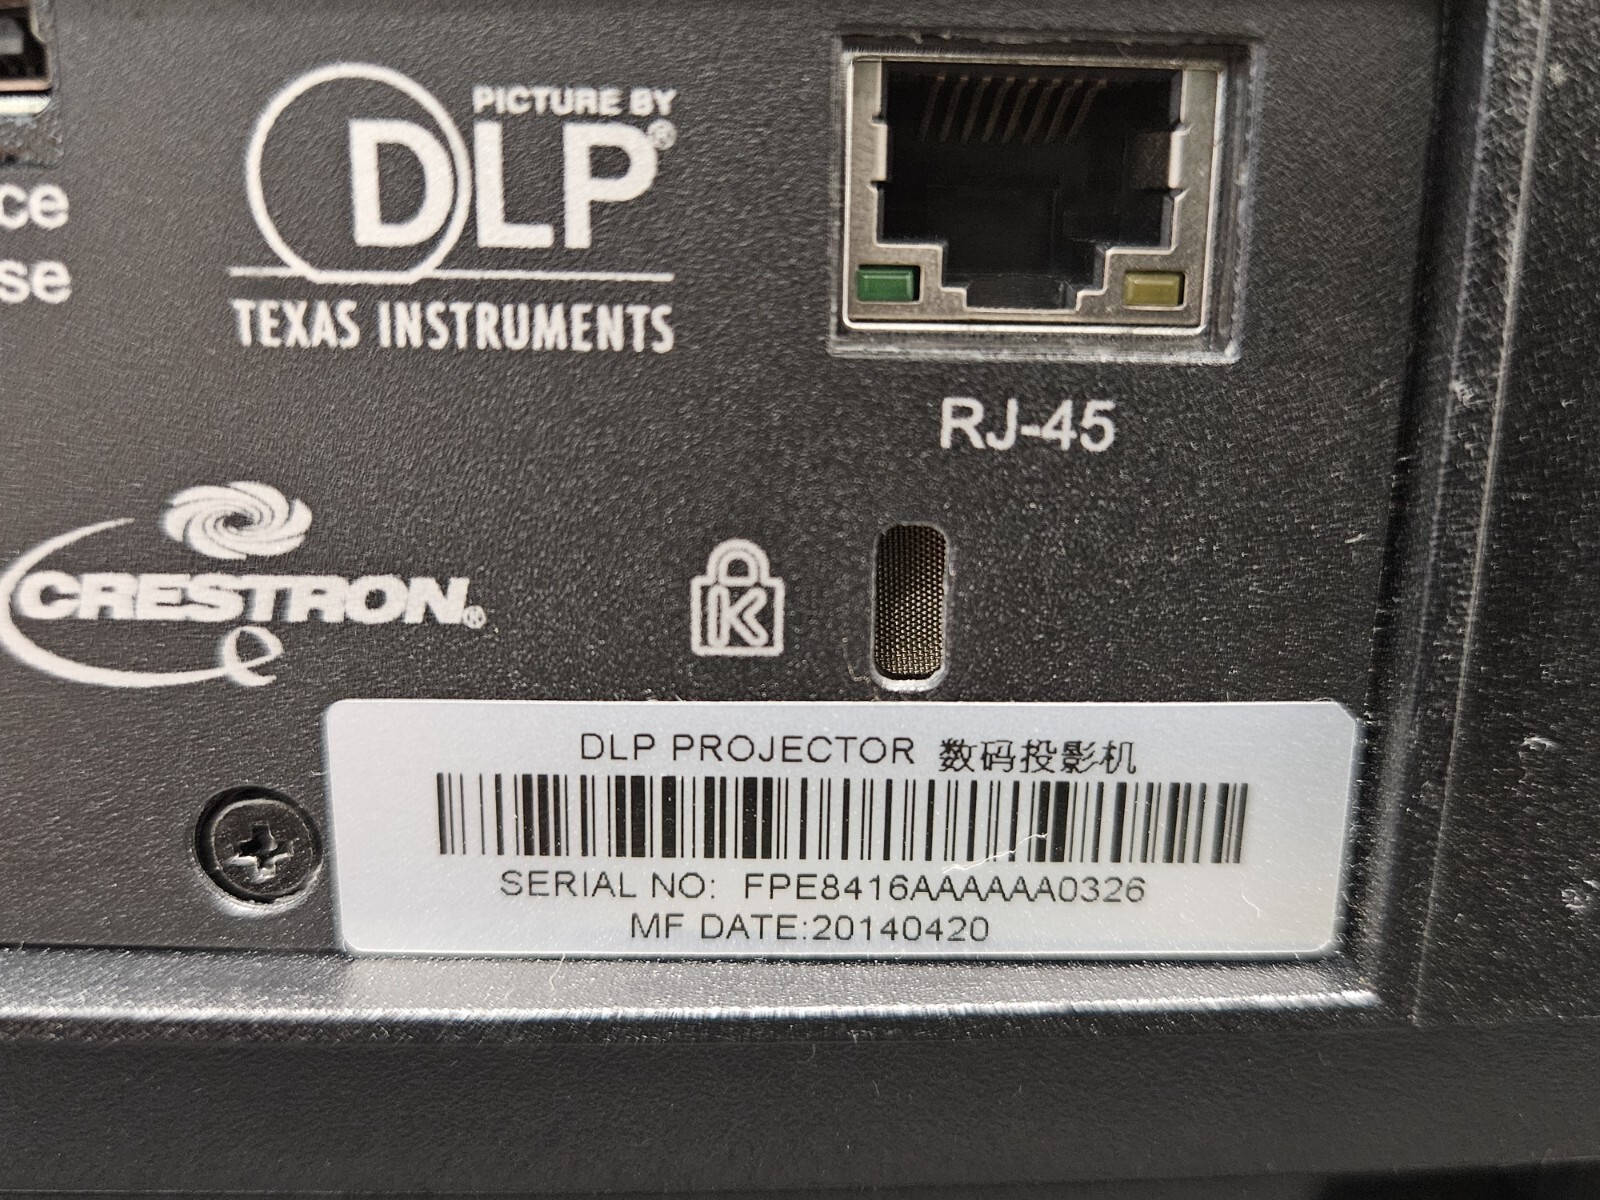 PICTURE BY
DLP®
TEXAS INSTRUMENTS
ce
se
RJ-45
CRESTRON®
e
K
DLP PROJECTOR 数码投影机
SERIAL NO: FPE8416AAAAAA0326
MF DATE:20140420